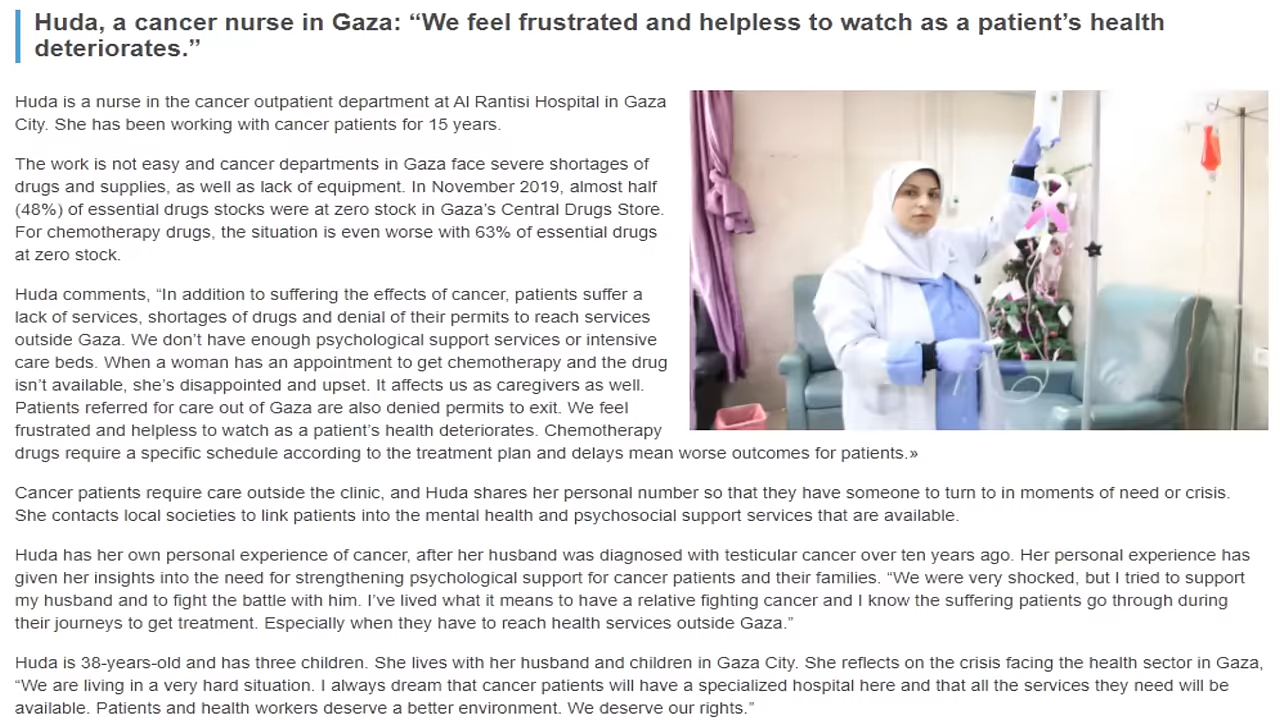 Huda, a cancer nurse in Gaza: “We feel frustrated and helpless to watch as a patient’s health
deteriorates.”
Huda is a nurse in the cancer outpatient department at Al Rantisi Hospital in Gaza
City. She has been working with cancer patients for 15 years.
The work is not easy and cancer departments in Gaza face severe shortages of
drugs and supplies, as well as lack of equipment. In November 2019, almost half
(48%) of essential drugs stocks were at zero stock in Gaza’s Central Drugs Store.
For chemotherapy drugs, the situation is even worse with 63% of essential drugs
at zero stock.
Huda comments, “In addition to suffering the effects of cancer, patients suffer a
lack of services, shortages of drugs and denial of their permits to reach services
outside Gaza. We don’t have enough psychological support services or intensive
care beds. When a woman has an appointment to get chemotherapy and the drug
isn’t available, she’s disappointed and upset. It affects us as caregivers as well.
Patients referred for care out of Gaza are also denied permits to exit. We feel
frustrated and helpless to watch as a patient’s health deteriorates. Chemotherapy
drugs require a specific schedule according to the treatment plan and delays mean worse outcomes for patients.»
Cancer patients require care outside the clinic, and Huda shares her personal number so that they have someone to turn to in moments of need or crisis.
She contacts local societies to link patients into the mental health and psychosocial support services that are available.
Huda has her own personal experience of cancer, after her husband was diagnosed with testicular cancer over ten years ago. Her personal experience has
given her insights into the need for strengthening psychological support for cancer patients and their families. “We were very shocked, but I tried to support
my husband and to fight the battle with him. I’ve lived what it means to have a relative fighting cancer and I know the suffering patients go through during
their journeys to get treatment. Especially when they have to reach health services outside Gaza.”
Huda is 38-years-old and has three children. She lives with her husband and children in Gaza City. She reflects on the crisis facing the health sector in Gaza,
“We are living in a very hard situation. I always dream that cancer patients will have a specialized hospital here and that all the services they need will be
available. Patients and health workers deserve a better environment. We deserve our rights.”